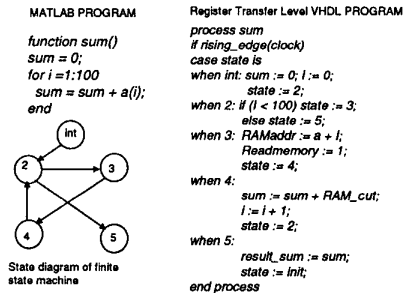 MATLAB PROGRAM
function sum()
sum = 0;
for i =1:100
sum = sum + a(i);
end
int
2
3
4
5
State diagram of finite
state machine
Register Transfer Level VHDL PROGRAM
process sum
if rising_edge(clock)
case state is
when int: sum := 0; i := 0;
state := 2;
when 2: if (I < 100) state := 3;
else state := 5;
when 3: RAMaddr := a + i;
Readmemory := 1;
state := 4;
when 4:
sum := sum + RAM_cut;
i := i + 1;
state := 2;
when 5:
result_sum := sum;
state := init;
end process